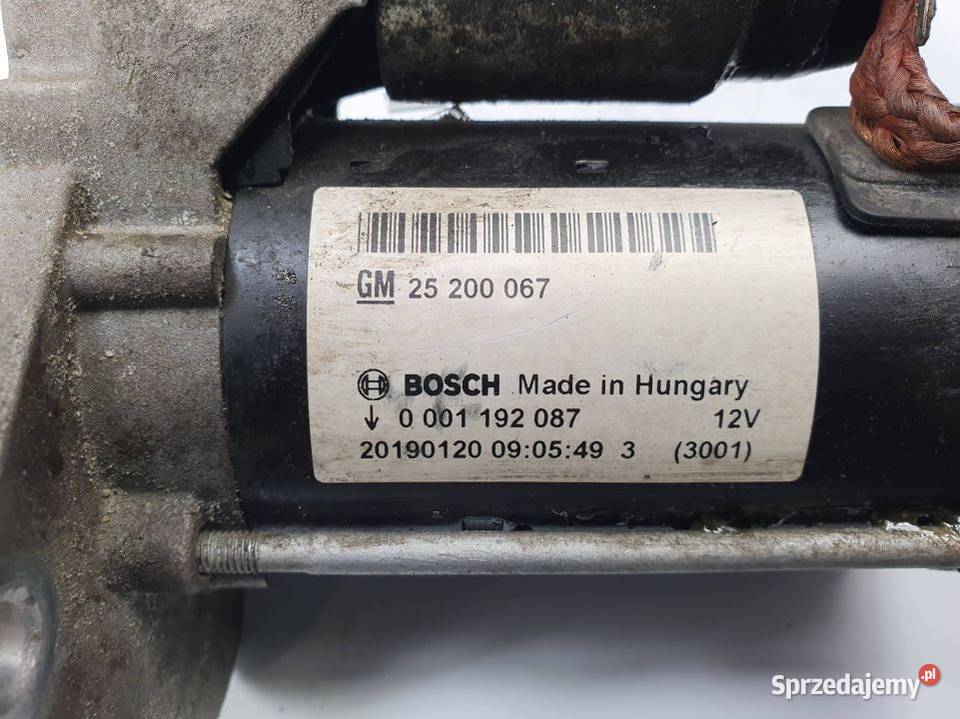 GM 25 200 067
BOSCH Made in Hungary
0 001 192 087 12V
20190120 09:05:49 3 (3001)
Sprzedajemy.pl